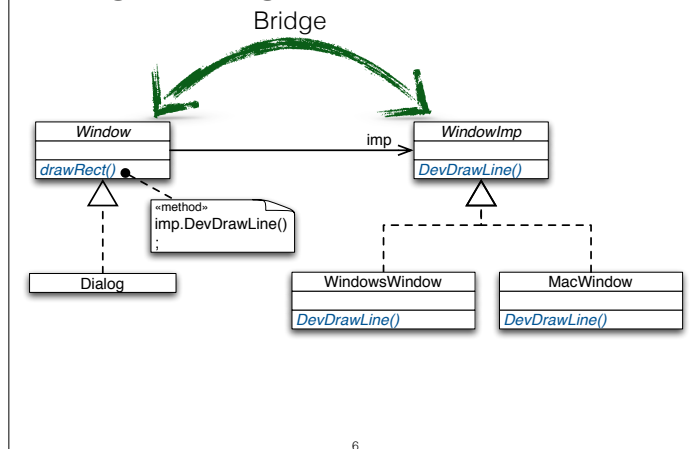 Bridge
Window
imp
WindowImp
drawRect()
DevDrawLine()
«method»
imp.DevDrawLine()
;
Dialog
WindowsWindow
MacWindow
DevDrawLine()
DevDrawLine()
6